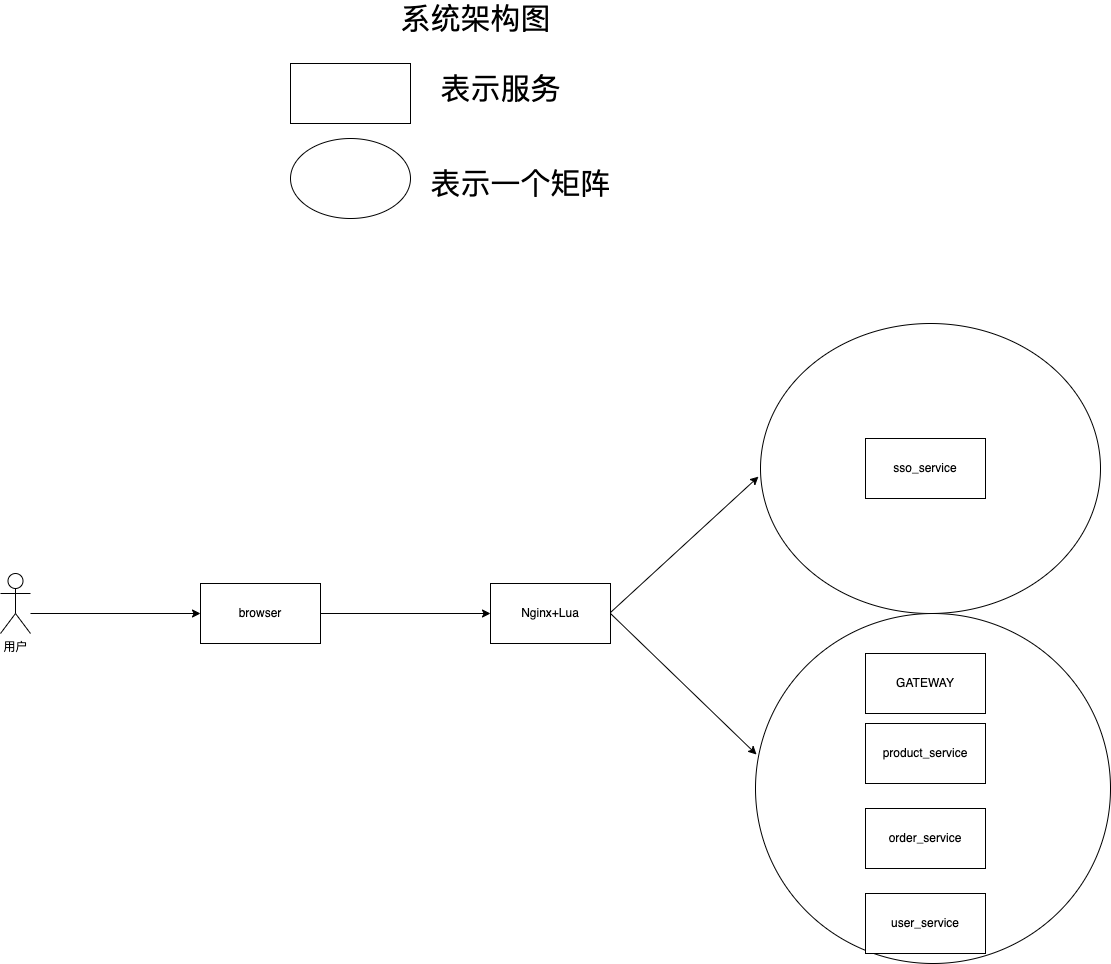 系统架构图
表示服务
表示一个矩阵
sso_service
用户
browser
Nginx+Lua
GATEWAY
product_service
order_service
user_service